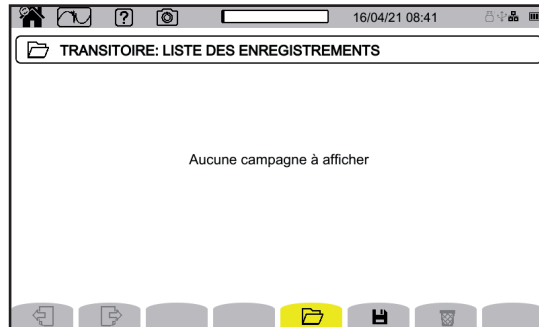 ?
16/04/21 08:41
TRANSITOIRE: LISTE DES ENREGISTREMENTS
Aucune campagne à afficher